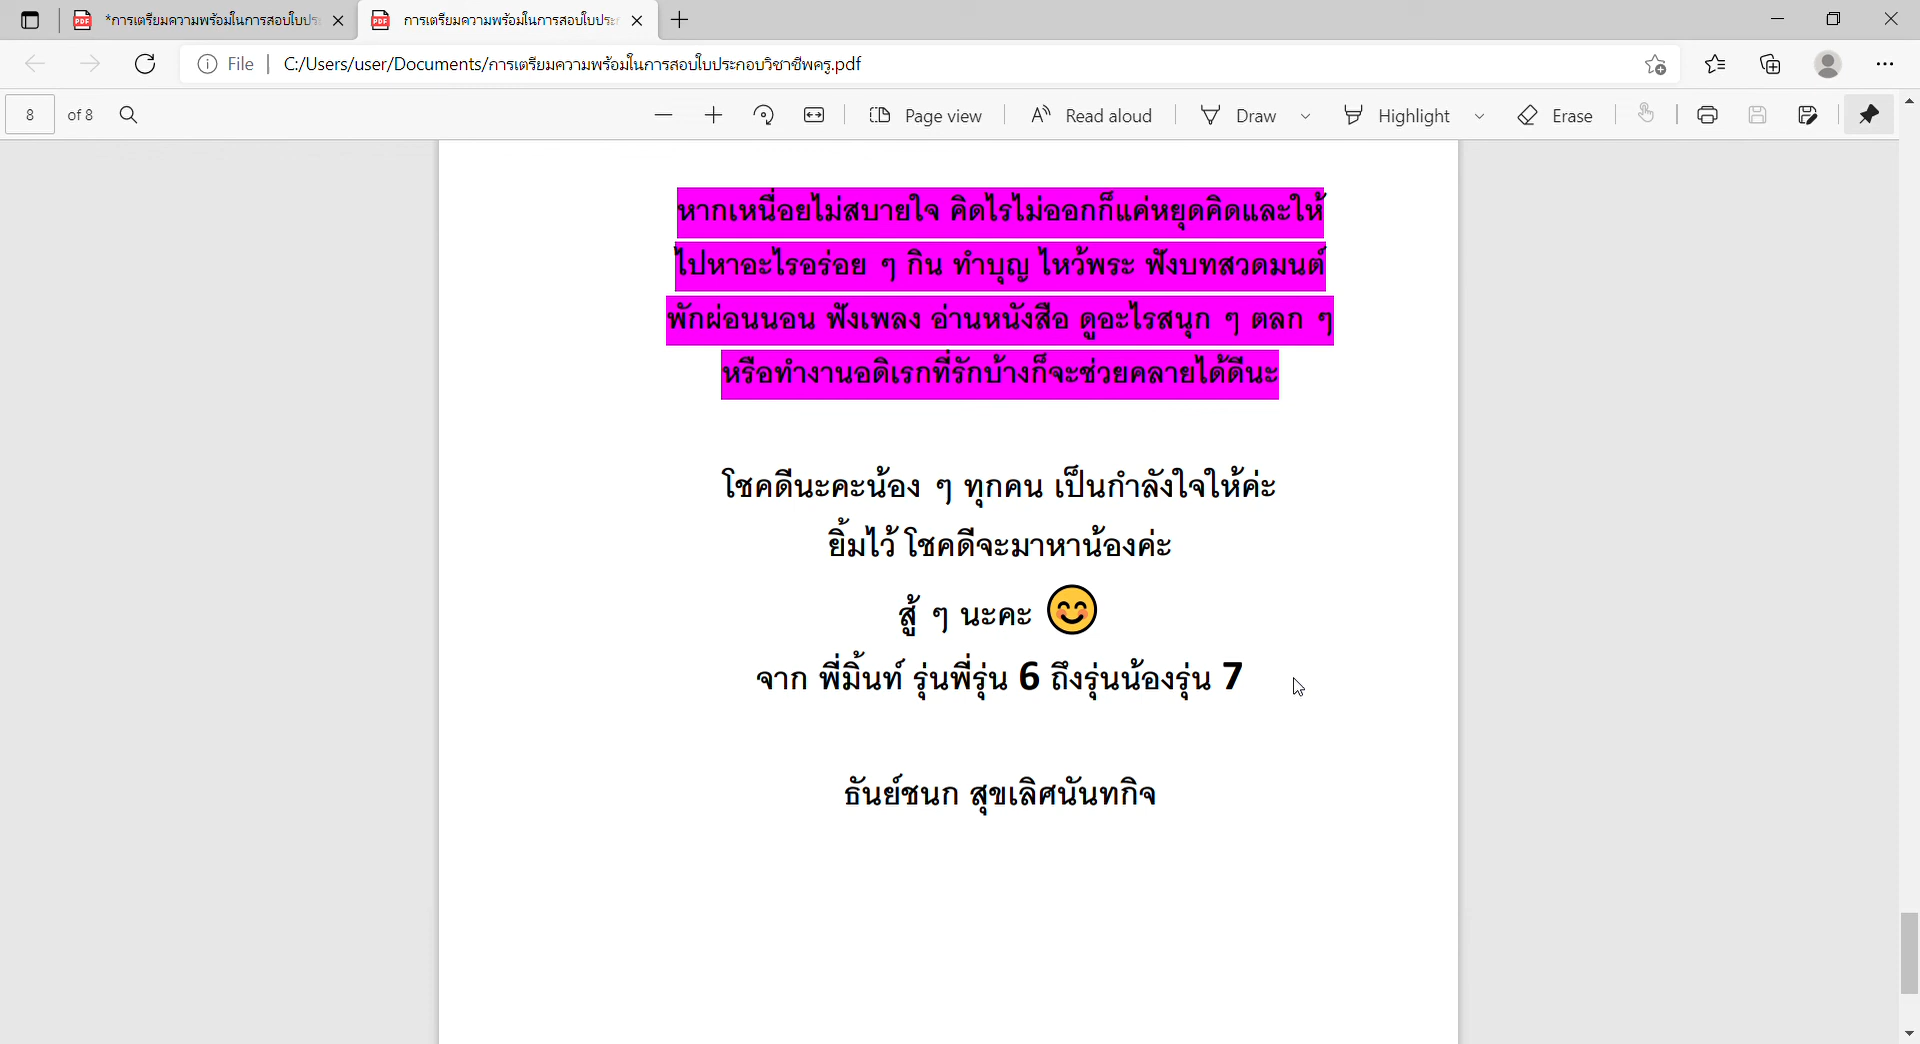 *การเตรียมความพร้อมในการสอบใบปร
การเตรียมความพร้อมในการสอบใบประ
File
C:/Users/user/Documents/การเตรียมความพร้อมในการสอบใบประกอบวิชาชีพครู.pdf
8 of 8
Page view
Read aloud
Draw
Highlight
Erase
หากเหนื่อยไม่สบายใจ คิดไรไม่ออกก็แค่หยุดคิดและให้
ไปหาอะไรอร่อย ๆ กิน ทำบุญ ไหว้พระ ฟังบทสวดมนต์
พักผ่อนนอน ฟังเพลง อ่านหนังสือ ดูอะไรสนุก ๆ ตลก ๆ
หรือทำงานอดิเรกที่รักบ้างก็จะช่วยคลายได้ดีนะ
โชคดีนะคะน้อง ๆ ทุกคน เป็นกำลังใจให้ค่ะ
ยิ้มไว้ โชคดีจะมาหาน้องค่ะ
สู้ ๆ นะคะ 😊
จาก พี่มิ้นท์ รุ่นพี่รุ่น 6 ถึงรุ่นน้องรุ่น 7
ธันย์ชนก สุขเลิศนันทกิจ